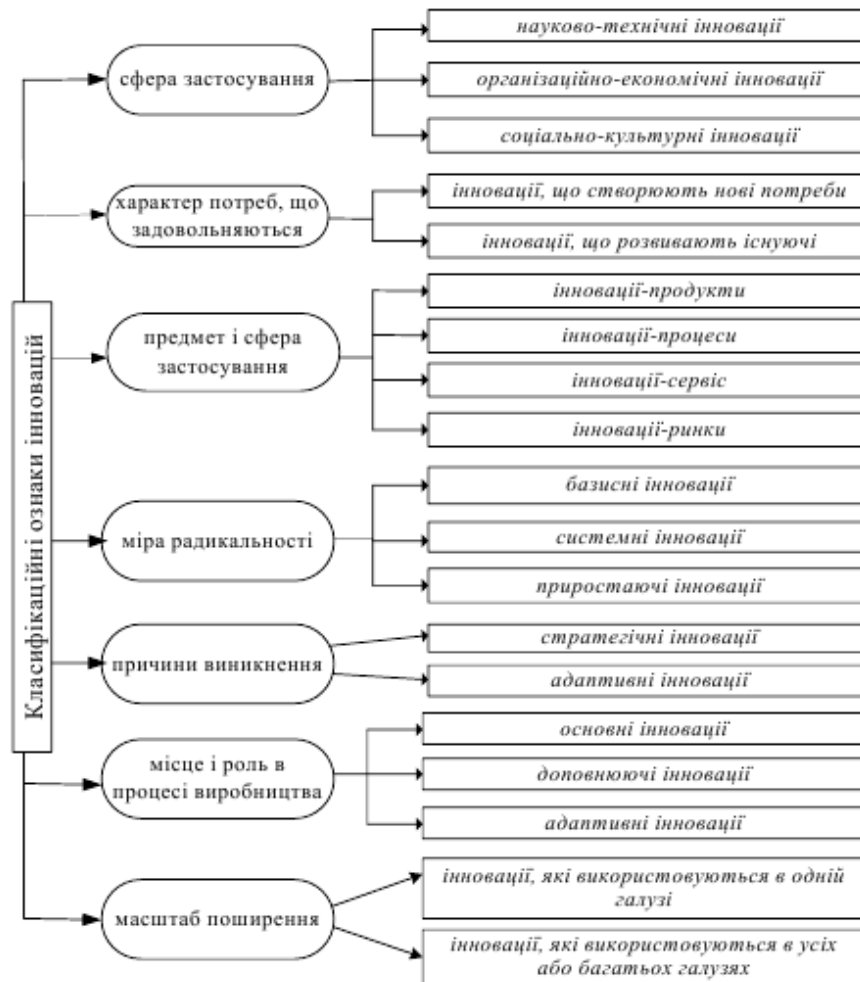 Класифікаційні ознаки інновацій
сфера застосування
науково-технічні інновації
організаційно-економічні інновації
соціально-культурні інновації
характер потреб, що
задовольняються
інновації, що створюють нові потреби
інновації, що розвивають існуючі
предмет і сфера
застосування
інновації-продукти
інновації-процеси
інновації-сервіс
інновації-ринки
міра радикальності
базисні інновації
системні інновації
приростаючі інновації
причини виникнення
стратегічні інновації
адаптивні інновації
місце і роль в
процесі виробництва
основні інновації
доповнюючі інновації
адаптивні інновації
масштаб поширення
інновації, які використовуються в одній
галузі
інновації, які використовуються в усіх
або багатьох галузях